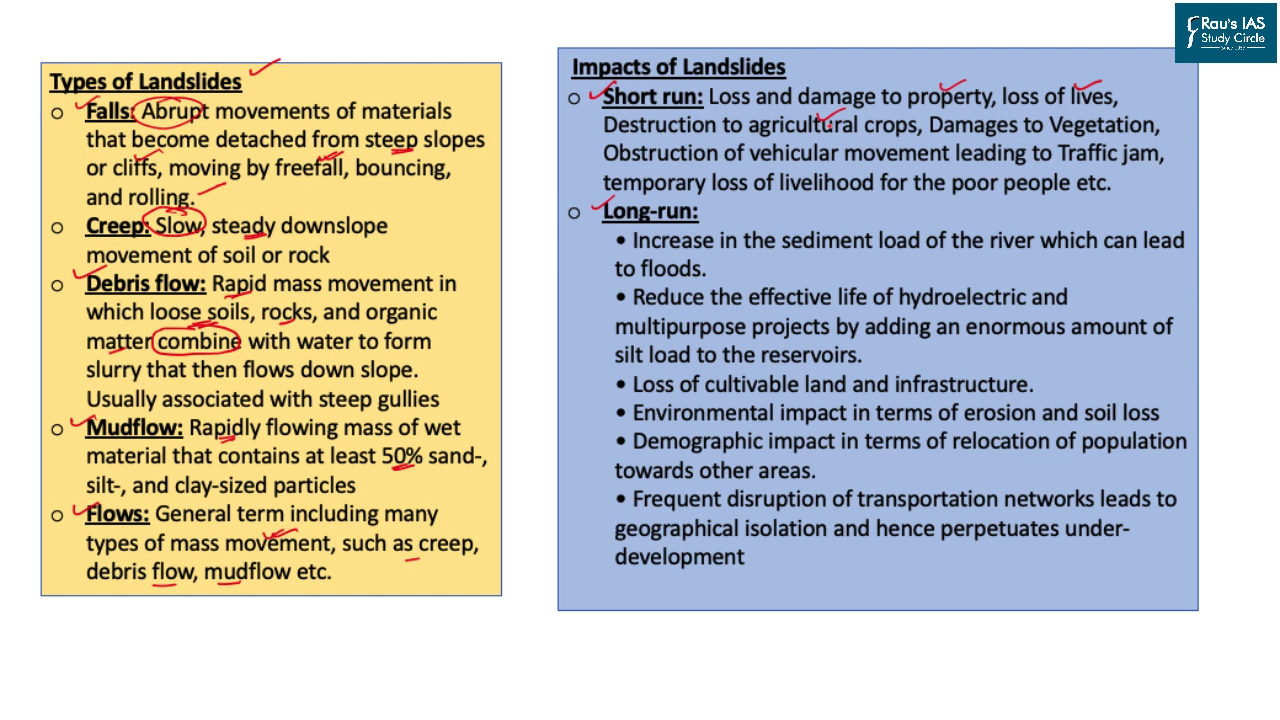 Rau's IAS
Study Circle
Types of Landslides
o Falls: Abrupt movements of materials
that become detached from steep slopes
or cliffs, moving by freefall, bouncing,
and rolling.
o Creep: Slow, steady downslope
movement of soil or rock
o Debris flow: Rapid mass movement in
which loose soils, rocks, and organic
matter combine with water to form
slurry that then flows down slope.
Usually associated with steep gullies
o Mudflow: Rapidly flowing mass of wet
material that contains at least 50% sand-,
silt-, and clay-sized particles
o Flows: General term including many
types of mass movement, such as creep,
debris flow, mudflow etc.
Impacts of Landslides
o Short run: Loss and damage to property, loss of lives,
Destruction to agricultural crops, Damages to Vegetation,
Obstruction of vehicular movement leading to Traffic jam,
temporary loss of livelihood for the poor people etc.
o Long-run:
• Increase in the sediment load of the river which can lead
to floods.
• Reduce the effective life of hydroelectric and
multipurpose projects by adding an enormous amount of
silt load to the reservoirs.
• Loss of cultivable land and infrastructure.
• Environmental impact in terms of erosion and soil loss
• Demographic impact in terms of relocation of population
towards other areas.
• Frequent disruption of transportation networks leads to
geographical isolation and hence perpetuates under-
development